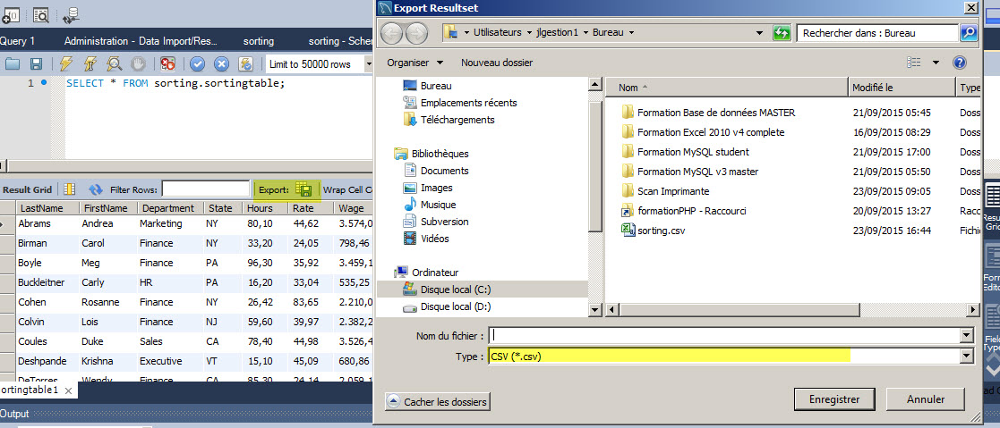 Export Resultset
Query 1 Administration - Data Import/Res... sorting sorting - Schem
Utilisateurs jlgestion1 Bureau
Rechercher dans : Bureau
Organiser Nouveau dossier
Limit to 50000 rows
1 SELECT * FROM sorting.sortingtable;
Bureau
Emplacements récents
Téléchargements
Bibliothèques
Documents
Images
Musique
Subversion
Vidéos
Ordinateur
Disque local (C:)
Disque local (D:)
Nom Modifié le Type
Formation Base de données MASTER 21/09/2015 05:45 Doss
Formation Excel 2010 v4 complete 16/09/2015 08:29 Doss
Formation MySQL student 21/09/2015 17:00 Doss
Formation MySQL v3 master 21/09/2015 05:50 Doss
Scan Imprimante 23/09/2015 09:05 Doss
formationPHP - Raccourci 20/09/2015 13:27 Racc
sorting.csv 23/09/2015 16:44 Fichie
Nom du fichier :
Type : CSV (*.csv)
Cacher les dossiers Enregistrer Annuler
Result Grid Filter Rows: Export: Wrap Cell Co
LastName FirstName Department State Hours Rate Wage
Abrams Andrea Marketing NY 80,10 44,62 3.574,0
Birman Carol Finance NY 33,20 24,05 798,46
Boyle Meg Finance PA 96,30 35,92 3.459,1
Buckleitner Carly HR PA 16,20 33,04 535,25
Cohen Rosanne Finance NY 26,42 83,65 2.210,0
Colvin Lois Finance NJ 59,60 39,97 2.382,2
Coules Duke Sales CA 78,40 44,98 3.526,4
Deshpande Krishna Executive VT 15,10 45,09 680,86
DeTorres Wendy Finance CA 85,30 24,14 2.059,1
ortingtable1
Output
Resu
Grid
Form
Editor
Field
Types
ad C